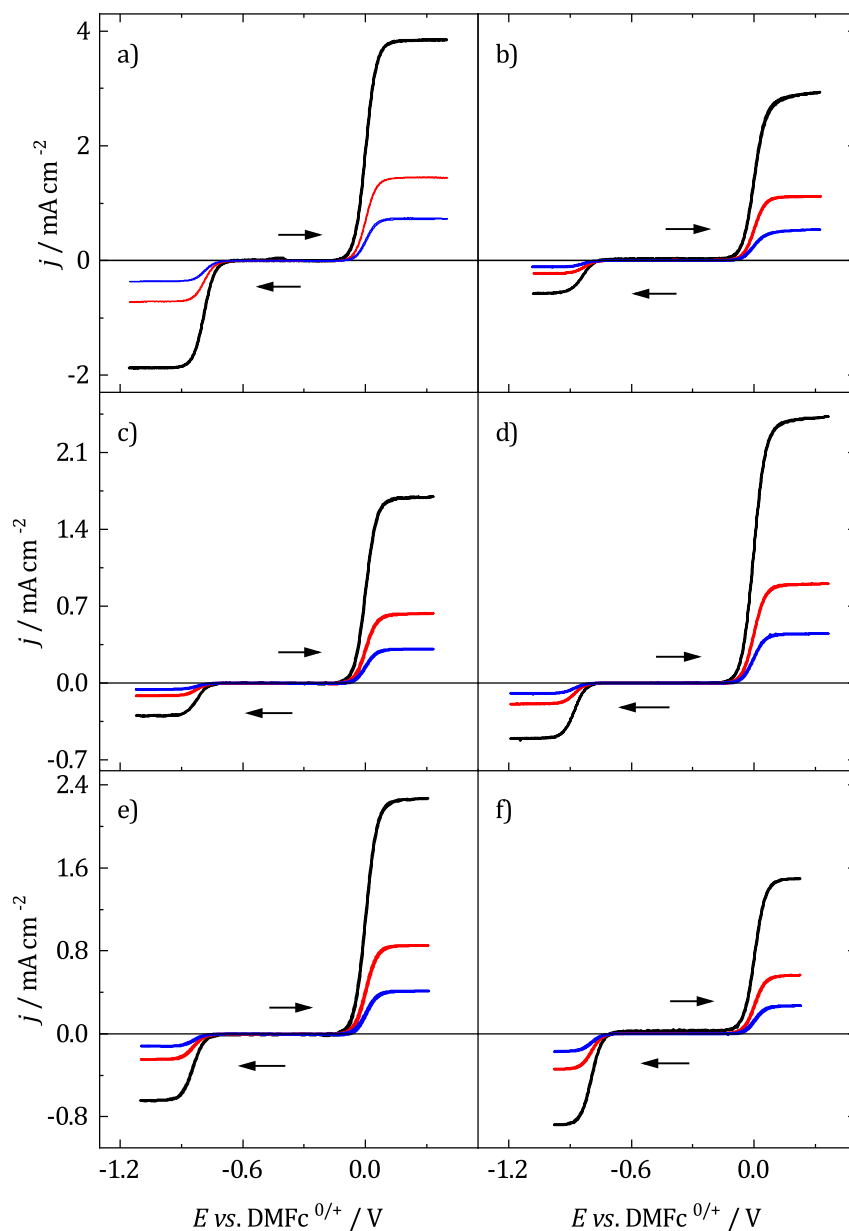 a)
b)
4
2
0
-2
j / mA cm-2
c)
d)
2.1
1.4
0.7
0.0
-0.7
j / mA cm-2
e)
f)
2.4
1.6
0.8
0.0
-0.8
j / mA cm-2
-1.2 -0.6 0.0 -1.2 -0.6 0.0
E vs. DMFc 0/+ / V E vs. DMFc 0/+ / V